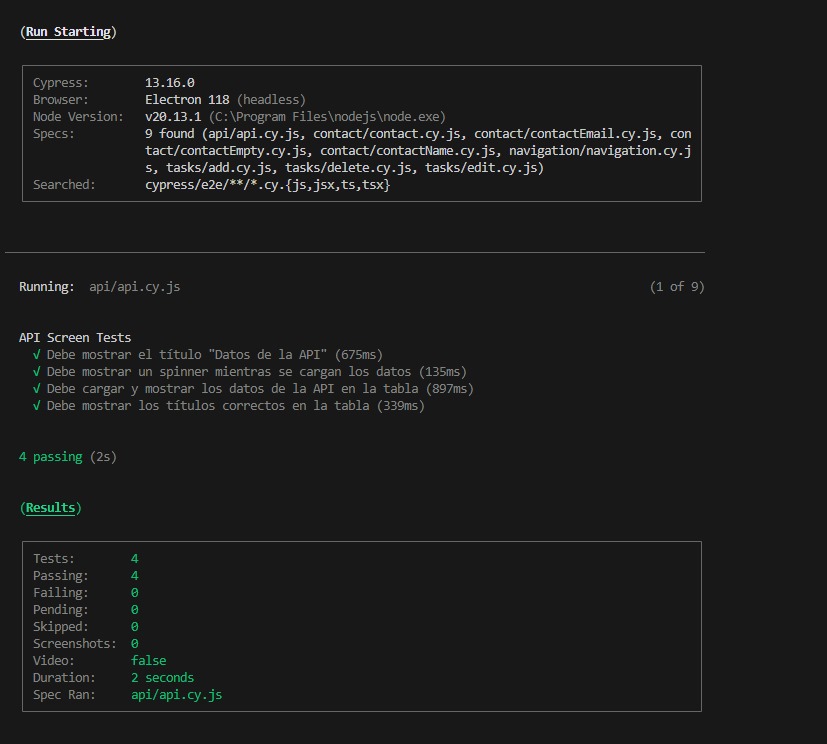 (Run Starting)
Cypress: 13.16.0
Browser: Electron 118 (headless)
Node Version: v20.13.1 (C:\Program Files\nodejs\node.exe)
Specs: 9 found (api/api.cy.js, contact/contact.cy.js, contact/contactEmail.cy.js, con
tact/contactEmpty.cy.js, contact/contactName.cy.js, navigation/navigation.cy.j
s, tasks/add.cy.js, tasks/delete.cy.js, tasks/edit.cy.js)
Searched: cypress/e2e/**/*.cy.{js,jsx,ts,tsx}
Running: api/api.cy.js (1 of 9)
API Screen Tests
√ Debe mostrar el título "Datos de la API" (675ms)
√ Debe mostrar un spinner mientras se cargan los datos (135ms)
√ Debe cargar y mostrar los datos de la API en la tabla (897ms)
√ Debe mostrar los títulos correctos en la tabla (339ms)
4 passing (2s)
(Results)
Tests: 4
Passing: 4
Failing: 0
Pending: 0
Skipped: 0
Screenshots: 0
Video: false
Duration: 2 seconds
Spec Ran: api/api.cy.js